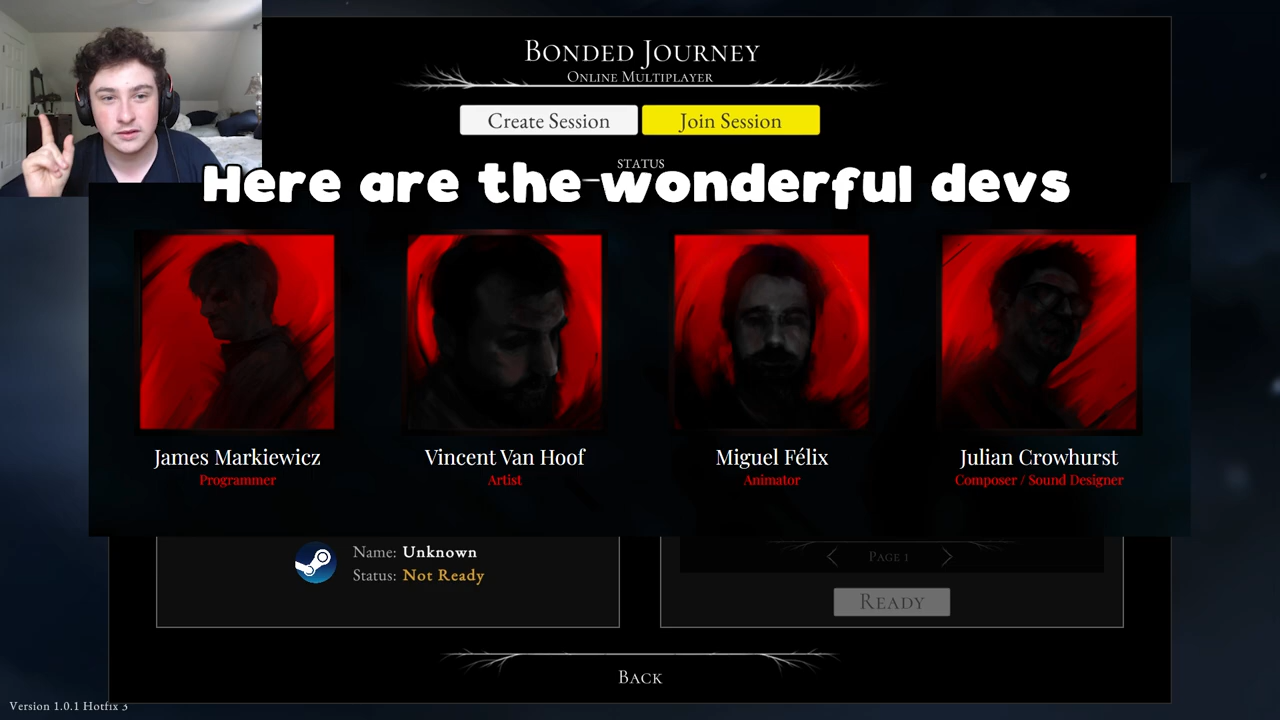 Bonded Journey
Online Multiplayer
Create Session
Join Session
STATUS
Here are the wonderful devs
James Markiewicz
Programmer
Vincent Van Hoof
Artist
Miguel Félix
Animator
Julian Crowhurst
Composer / Sound Designer
Name: Unknown
Status: Not Ready
Page 1
Ready
Back
Version 1.0.1 Hotfix 3